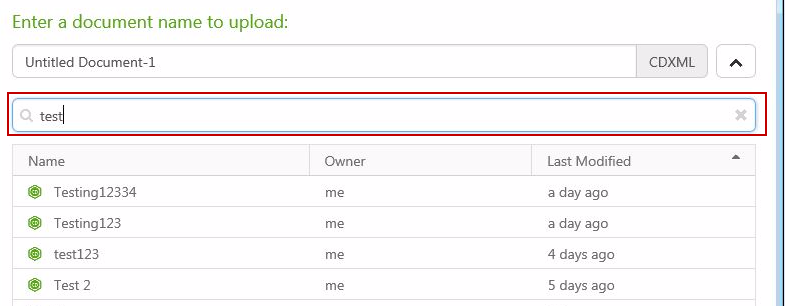 Enter a document name to upload:
Untitled Document-1 CDXML
test
Name Owner Last Modified
Testing12334 me a day ago
Testing123 me a day ago
test123 me 4 days ago
Test 2 me 5 days ago